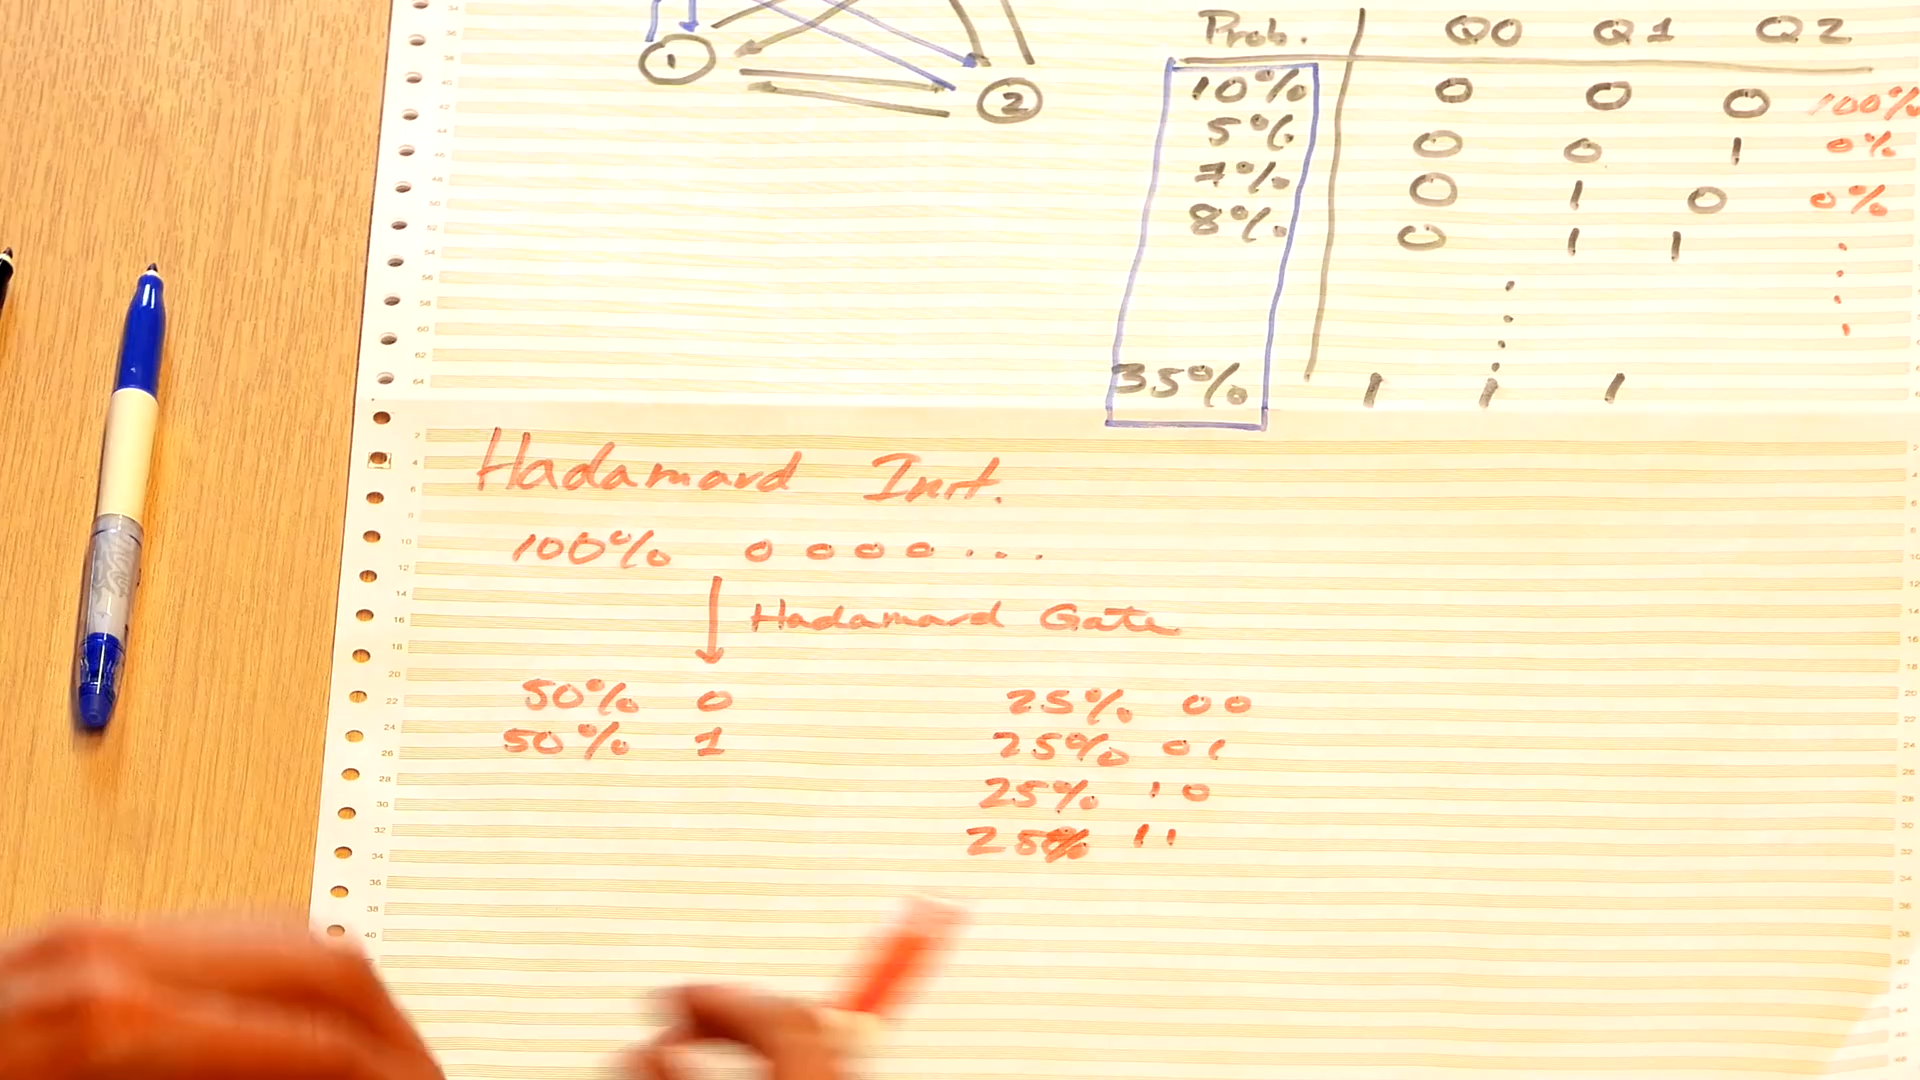 1
2
Prob. Q0 Q1 Q2
10% 0 0 0 100%
5% 0 0 1 0%
7% 0 1 0 0%
8% 0 1 1
35% 1 1 1
Hadamard Init.
100% 0 0 0 0 ...
Hadamard Gate
50% 0
50% 1
25% 00
25% 01
25% 10
25% 11